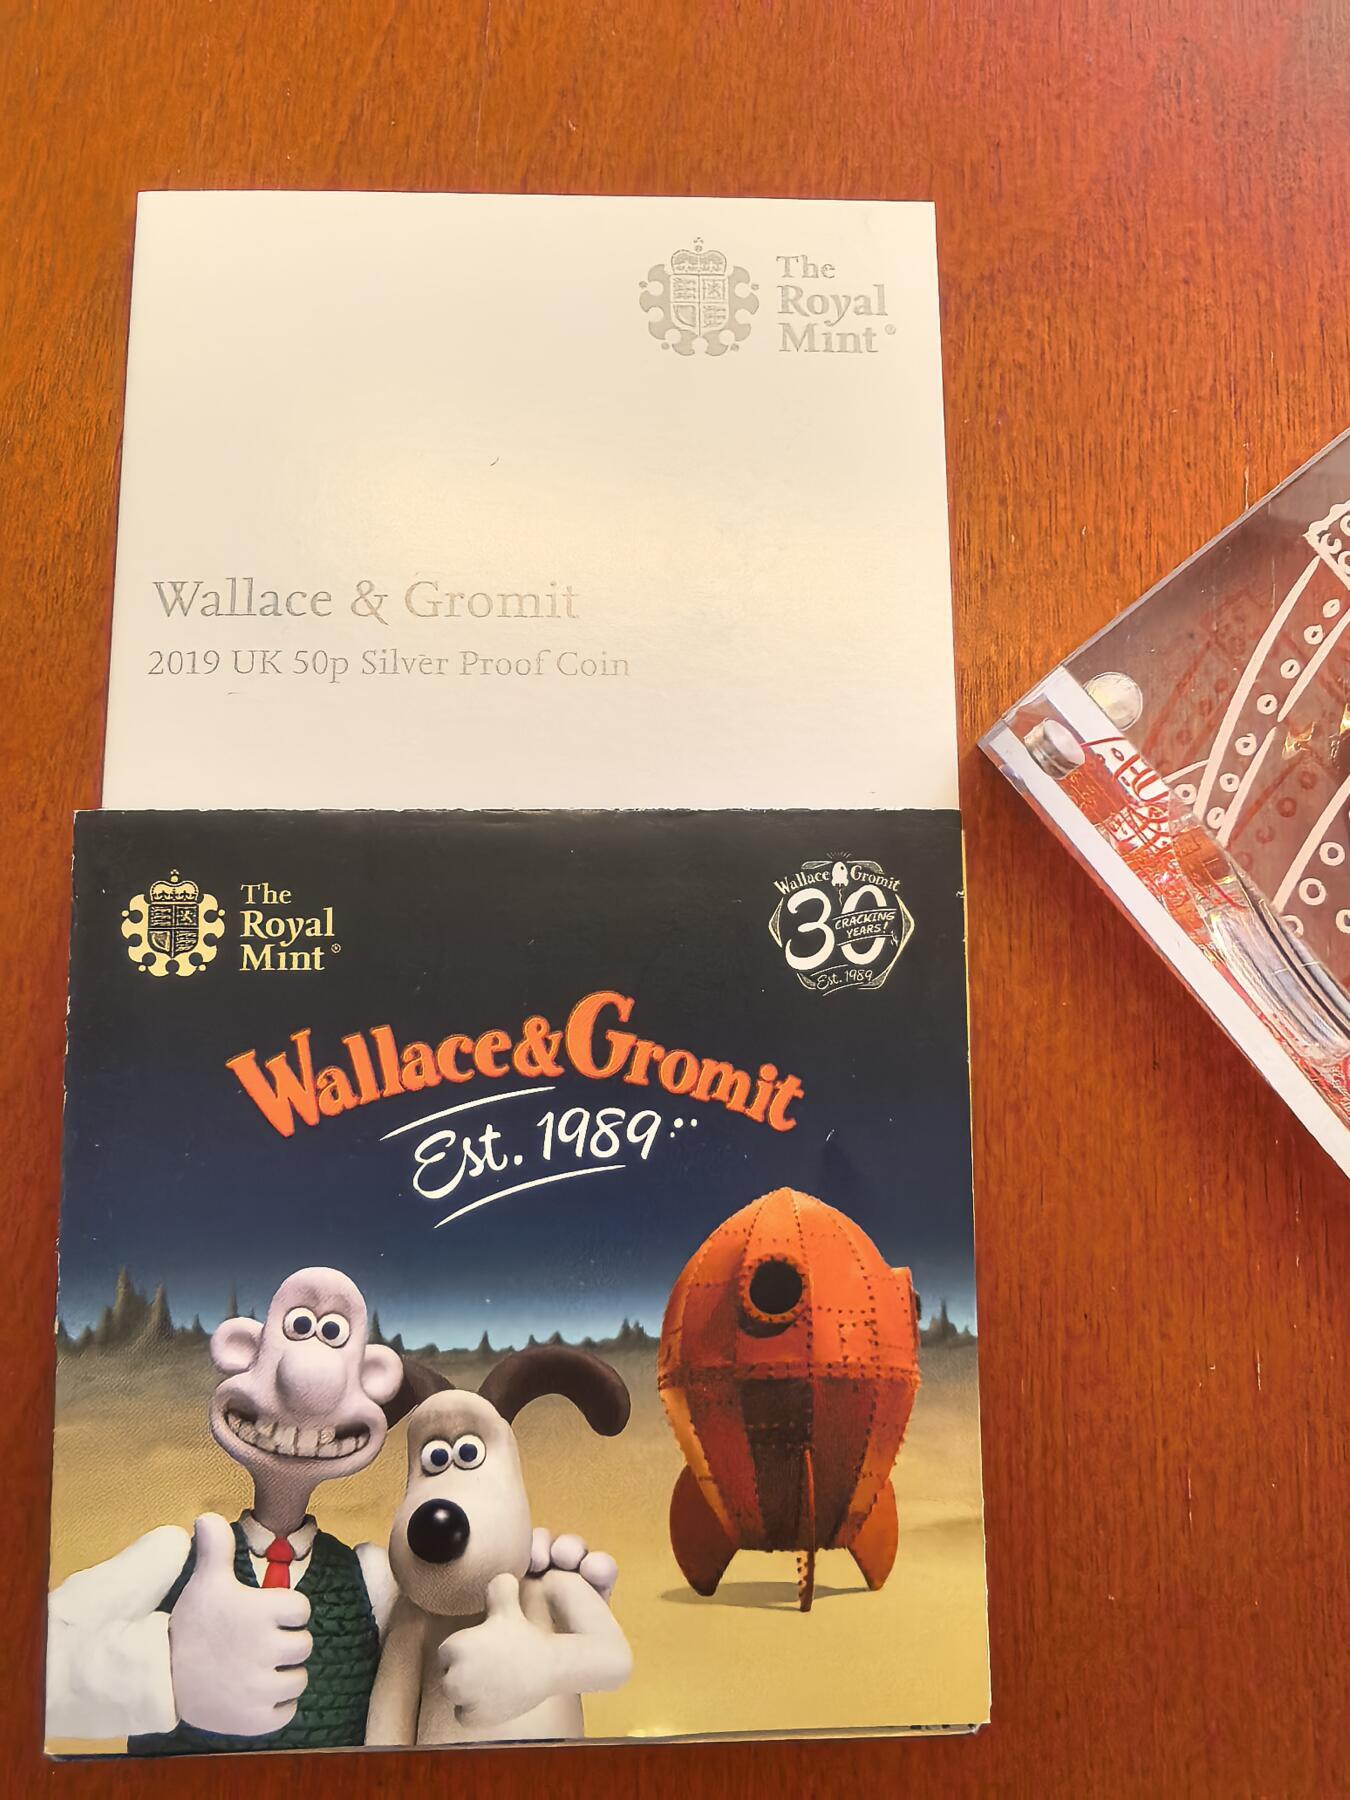 The
Royal
Mint®
Wallace & Gromit
2019 UK 50p Silver Proof Coin
The
Royal
Mint®
Wallace Gromit
30
CRACKING
YEARS!
Est. 1989
Wallace & Gromit
Est. 1989